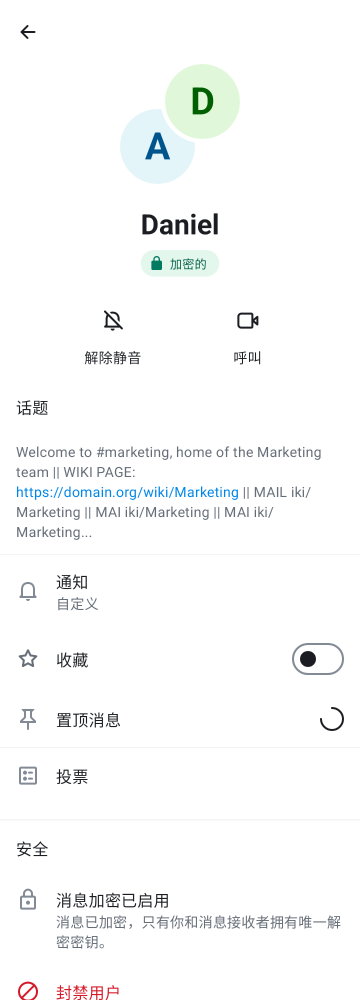 D
A
Daniel
加密的
解除静音
呼叫
话题
Welcome to #marketing, home of the Marketing
team || WIKI PAGE:
https://domain.org/wiki/Marketing || MAIL iki/
Marketing || MAI iki/Marketing || MAI iki/
Marketing...
通知
自定义
收藏
置顶消息
投票
安全
消息加密已启用
消息已加密，只有你和消息接收者拥有唯一解
密密钥。
封禁用户